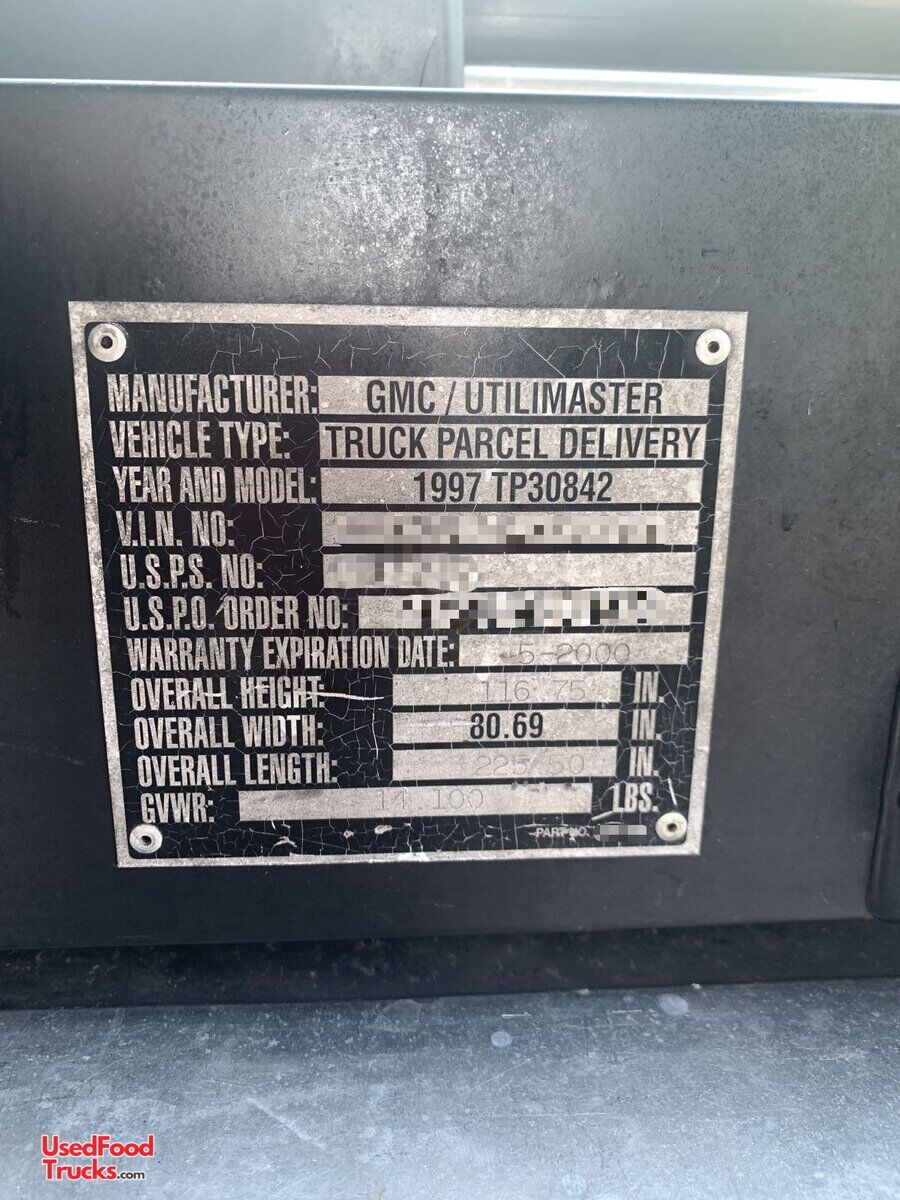 MANUFACTURER: GMC / UTILIMASTER
VEHICLE TYPE: TRUCK PARCEL DELIVERY
YEAR AND MODEL: 1997 TP30842
V.I.N. NO:
U.S.P.S. NO:
U.S.P.O. ORDER NO:
WARRANTY EXPIRATION DATE: 5-2000
OVERALL HEIGHT: 116.75 IN.
OVERALL WIDTH: 80.69 IN.
OVERALL LENGTH: 225.50 IN.
GVWR: 14,100 LBS.
PART NO.
UsedFood
Trucks.com